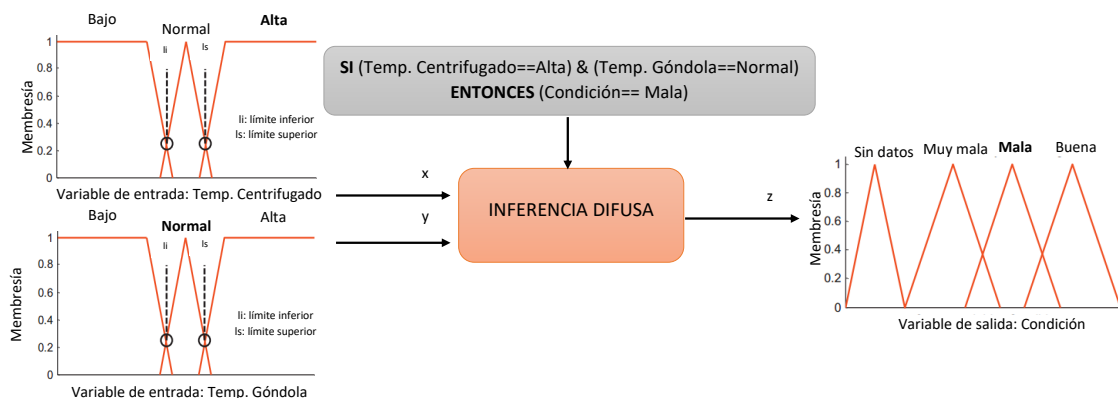 Bajo
Normal
Alta
li
ls
1
0.8
0.6
0.4
0.2
0
Membresía
li: límite inferior
ls: límite superior
Variable de entrada: Temp. Centrifugado
Bajo
Normal
Alta
li
ls
1
0.8
0.6
0.4
0.2
0
Membresía
li: límite inferior
ls: límite superior
Variable de entrada: Temp. Góndola
SI (Temp. Centrifugado==Alta) & (Temp. Góndola==Normal)
ENTONCES (Condición== Mala)
x
y
INFERENCIA DIFUSA
z
Sin datos
Muy mala
Mala
Buena
1
0.8
0.6
0.4
0.2
0
Membresía
Variable de salida: Condición